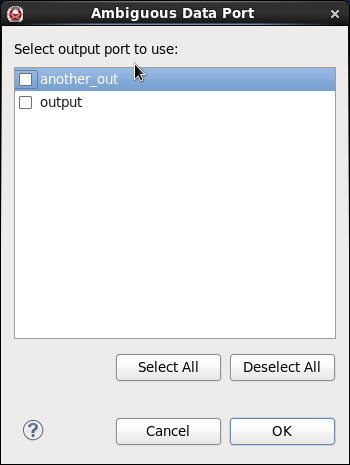 Ambiguous Data Port
Select output port to use:
another_out
output
Select All
Deselect All
?
Cancel
OK